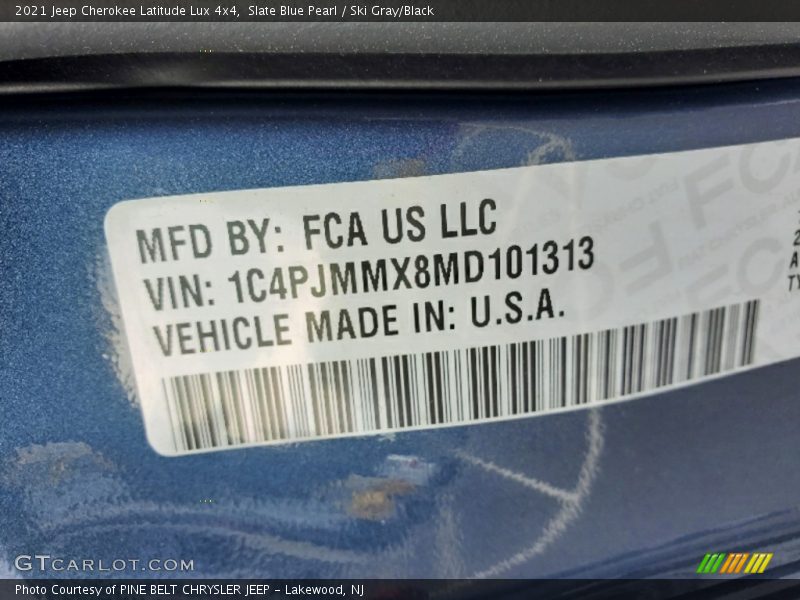 2021 Jeep Cherokee Latitude Lux 4x4, Slate Blue Pearl / Ski Gray/Black
MFD BY: FCA US LLC
VIN: 1C4PJMMX8MD101313
VEHICLE MADE IN: U.S.A.
GTCARLOT.COM
Photo Courtesy of PINE BELT CHRYSLER JEEP - Lakewood, NJ